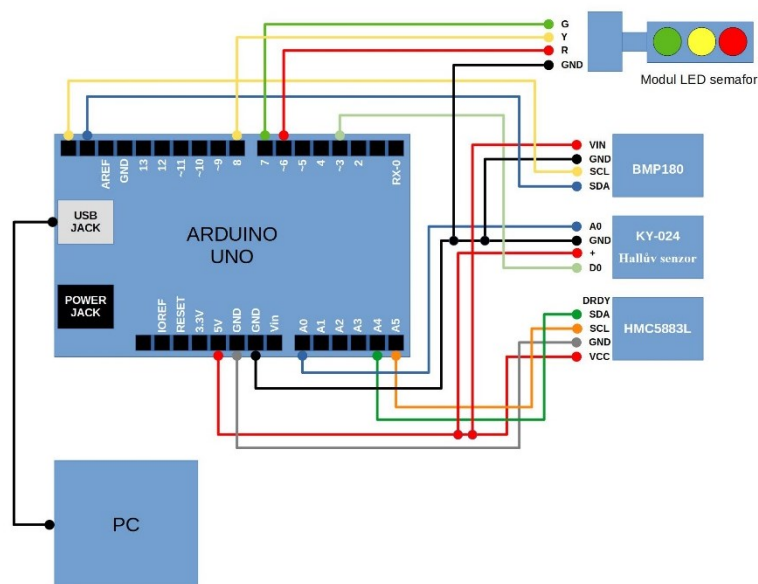 G
Y
R
GND
Modul LED semafor
AREF
GND
13
12
~11
~10
~9
8
7
~6
~5
4
~3
2
RX-0
VIN
GND
SCL
SDA
BMP180
USB
JACK
ARDUINO
UNO
A0
GND
+
D0
KY-024
Hallův senzor
POWER
JACK
DRDY
SDA
SCL
GND
VCC
HMC5883L
IOREF
RESET
3.3V
5V
GND
GND
Vin
A0
A1
A2
A3
A4
A5
PC